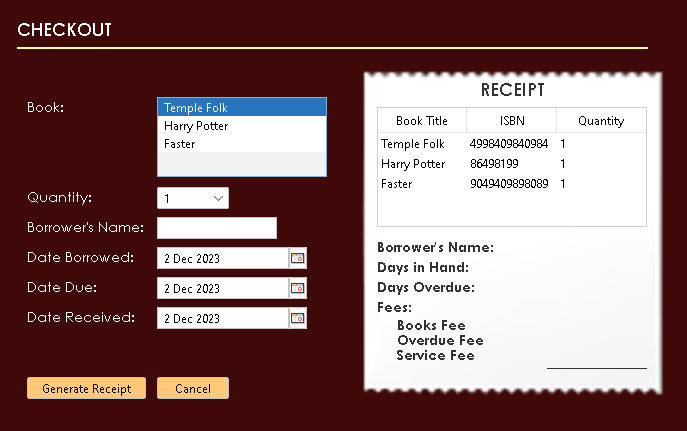 CHECKOUT
Book:
Temple Folk
Harry Potter
Faster
Quantity:
1
Borrower's Name:
Date Borrowed:
2 Dec 2023
Date Due:
2 Dec 2023
Date Received:
2 Dec 2023
Generate Receipt
Cancel
RECEIPT
Book Title ISBN Quantity
Temple Folk 4998409840984 1
Harry Potter 86498199 1
Faster 9049409898089 1
Borrower's Name:
Days in Hand:
Days Overdue:
Fees:
Books Fee
Overdue Fee
Service Fee